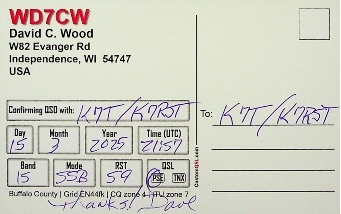 WD7CW
David C. Wood
W82 Evanger Rd
Independence, WI 54747
USA
Confirming QSO with: K7T/K7RST
To: K7T/K7RST
Day Month Year Time (UTC)
15 3 2025 21:57
Band Mode RST QSL
15 SSB 59 PSE TNX
Buffalo County | Grid EN44fk | CQ zone 4 | ITU zone 7
Thanks! Dave